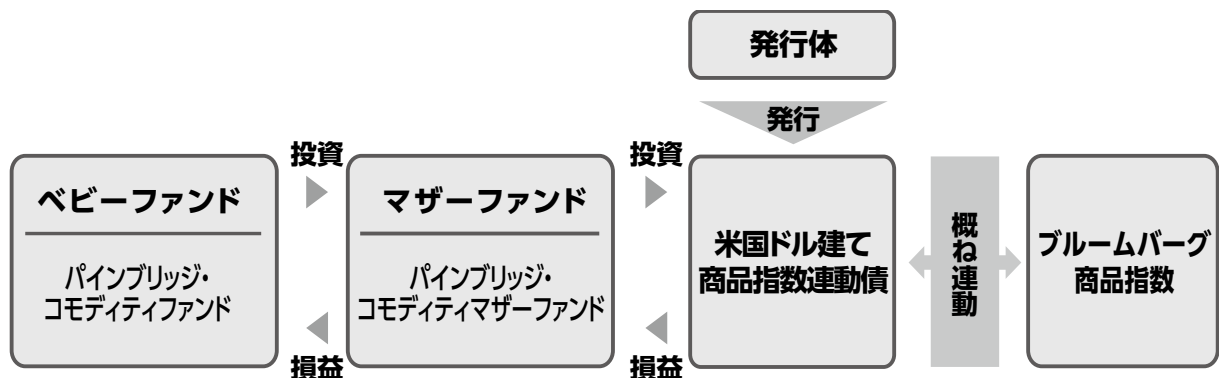 発行体
発行
投資
投資
ベビーファンド
パインブリッジ・
コモディティファンド
マザーファンド
パインブリッジ・
コモディティマザーファンド
米国ドル建て
商品指数連動債
概ね連動
ブルームバーグ
商品指数
損益
損益